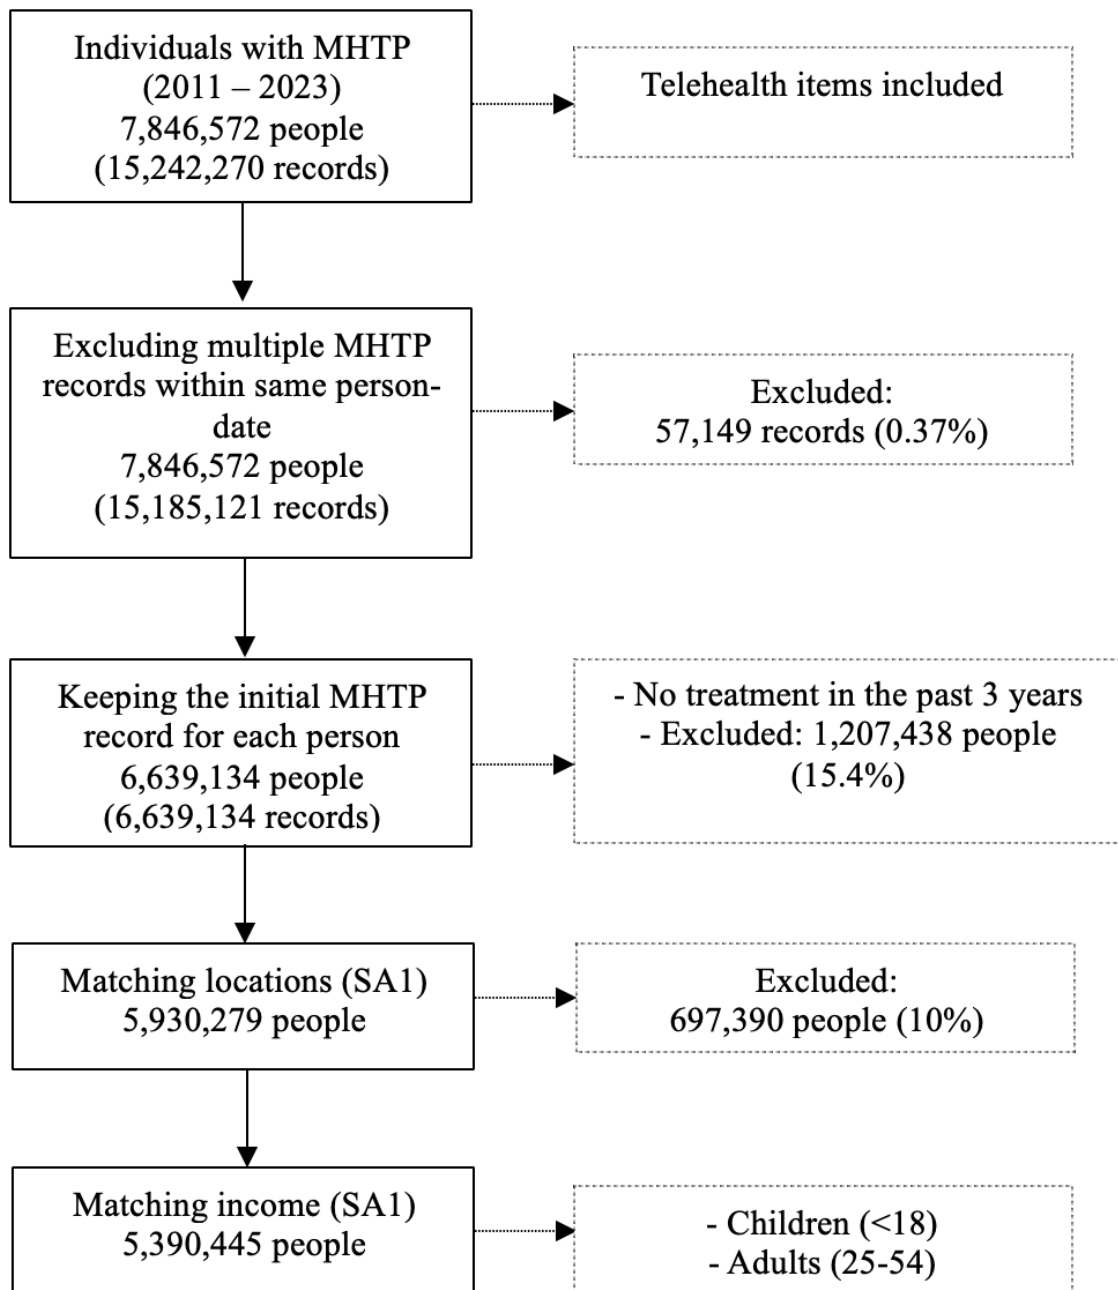 Individuals with MHTP
(2011 – 2023)
7,846,572 people
(15,242,270 records)
Telehealth items included
Excluding multiple MHTP
records within same person-
date
7,846,572 people
(15,185,121 records)
Excluded:
57,149 records (0.37%)
Keeping the initial MHTP
record for each person
6,639,134 people
(6,639,134 records)
- No treatment in the past 3 years
- Excluded: 1,207,438 people
(15.4%)
Matching locations (SA1)
5,930,279 people
Excluded:
697,390 people (10%)
Matching income (SA1)
5,390,445 people
- Children (<18)
- Adults (25-54)